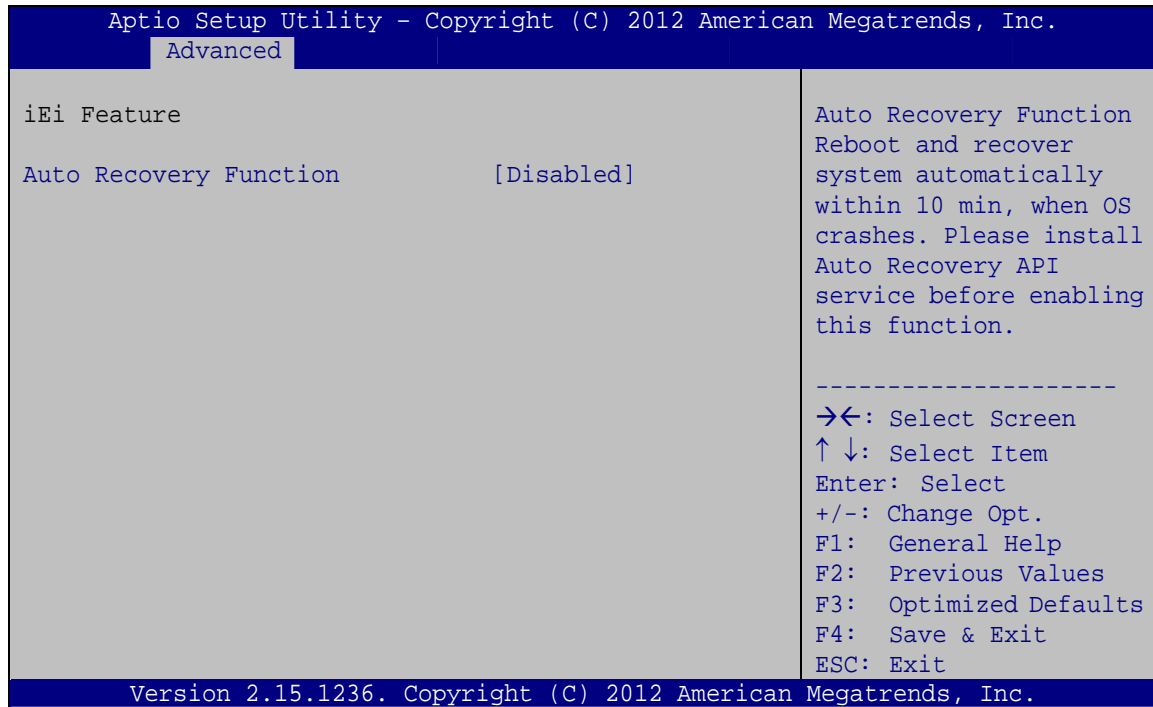 Aptio Setup Utility – Copyright (C) 2012 American Megatrends, Inc.
Advanced
iEi Feature
Auto Recovery Function [Disabled]
Auto Recovery Function
Reboot and recover
system automatically
within 10 min, when OS
crashes. Please install
Auto Recovery API
service before enabling
this function.
---------------------
→←: Select Screen
↑ ↓: Select Item
Enter: Select
+/-: Change Opt.
F1: General Help
F2: Previous Values
F3: Optimized Defaults
F4: Save & Exit
ESC: Exit
Version 2.15.1236. Copyright (C) 2012 American Megatrends, Inc.